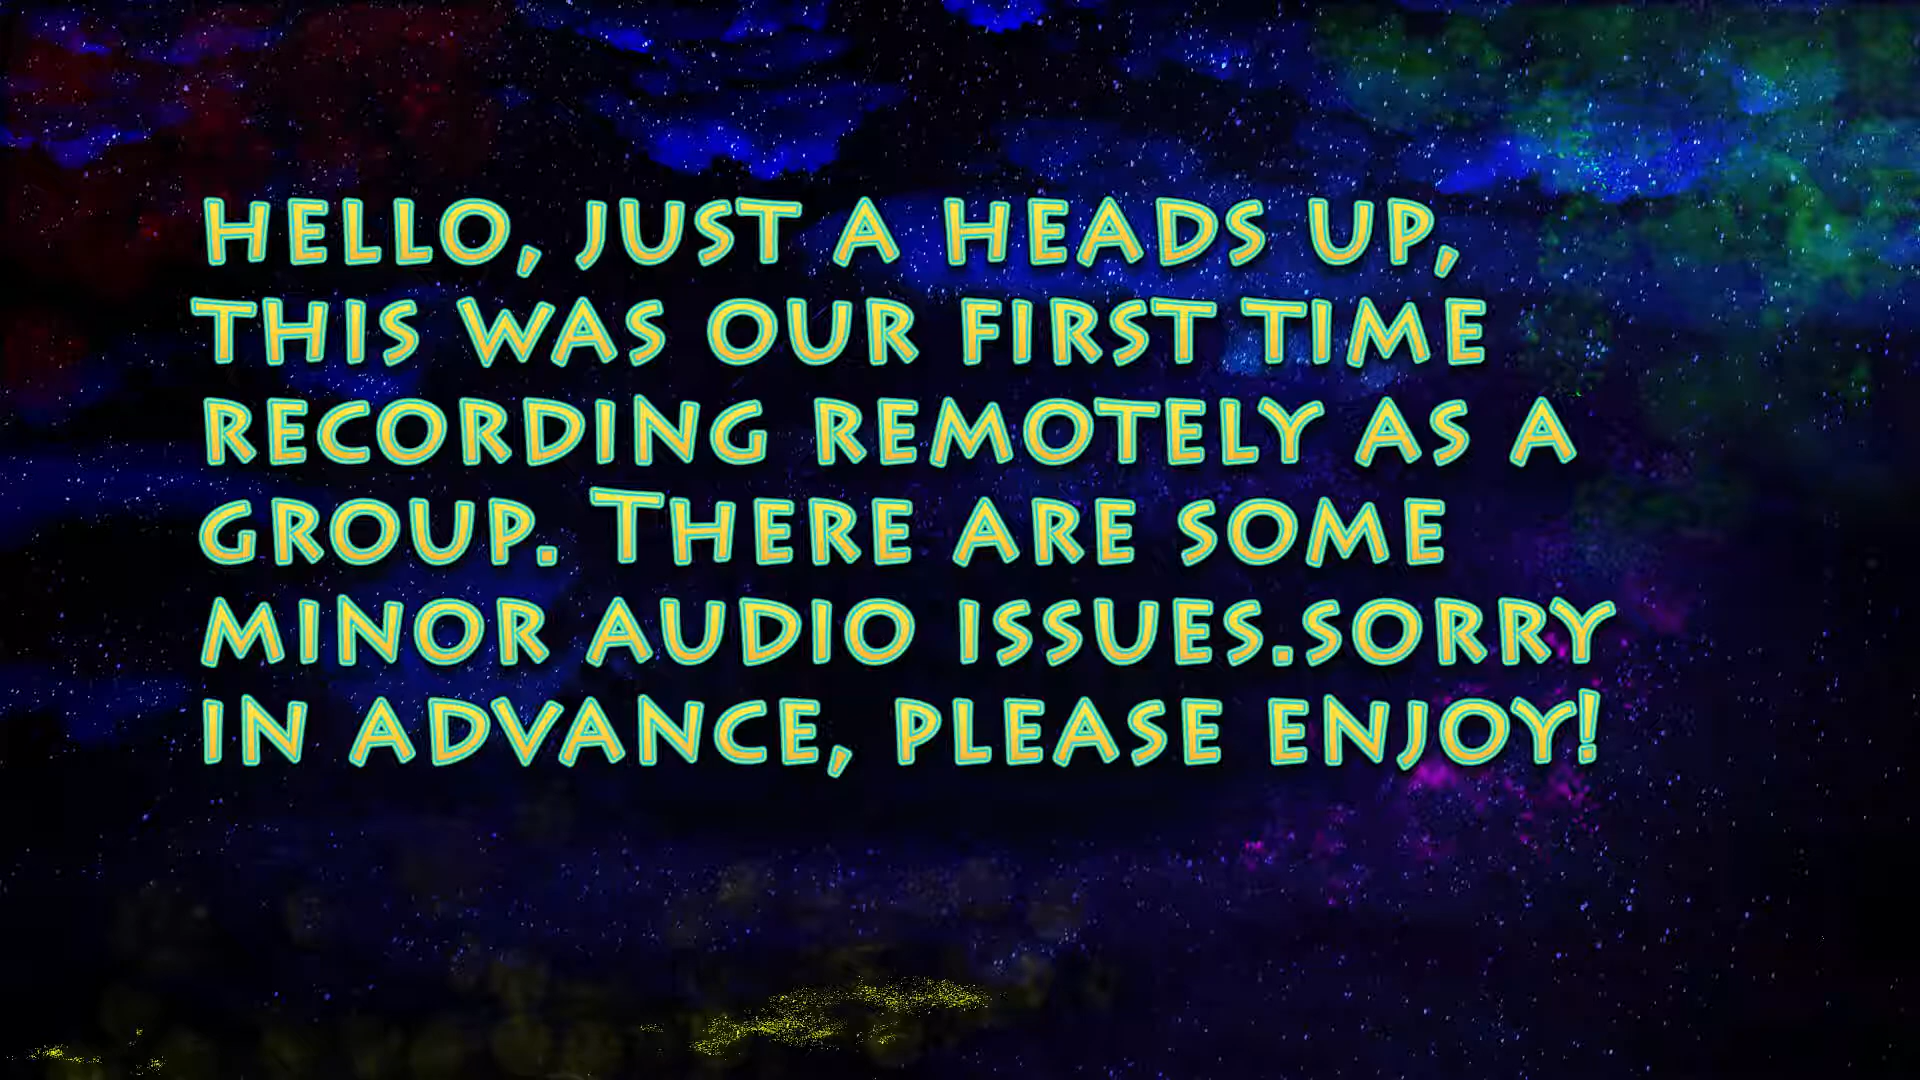 HELLO, JUST A HEADS UP,
THIS WAS OUR FIRST TIME
RECORDING REMOTELY AS A
GROUP. THERE ARE SOME
MINOR AUDIO ISSUES.SORRY
IN ADVANCE, PLEASE ENJOY!